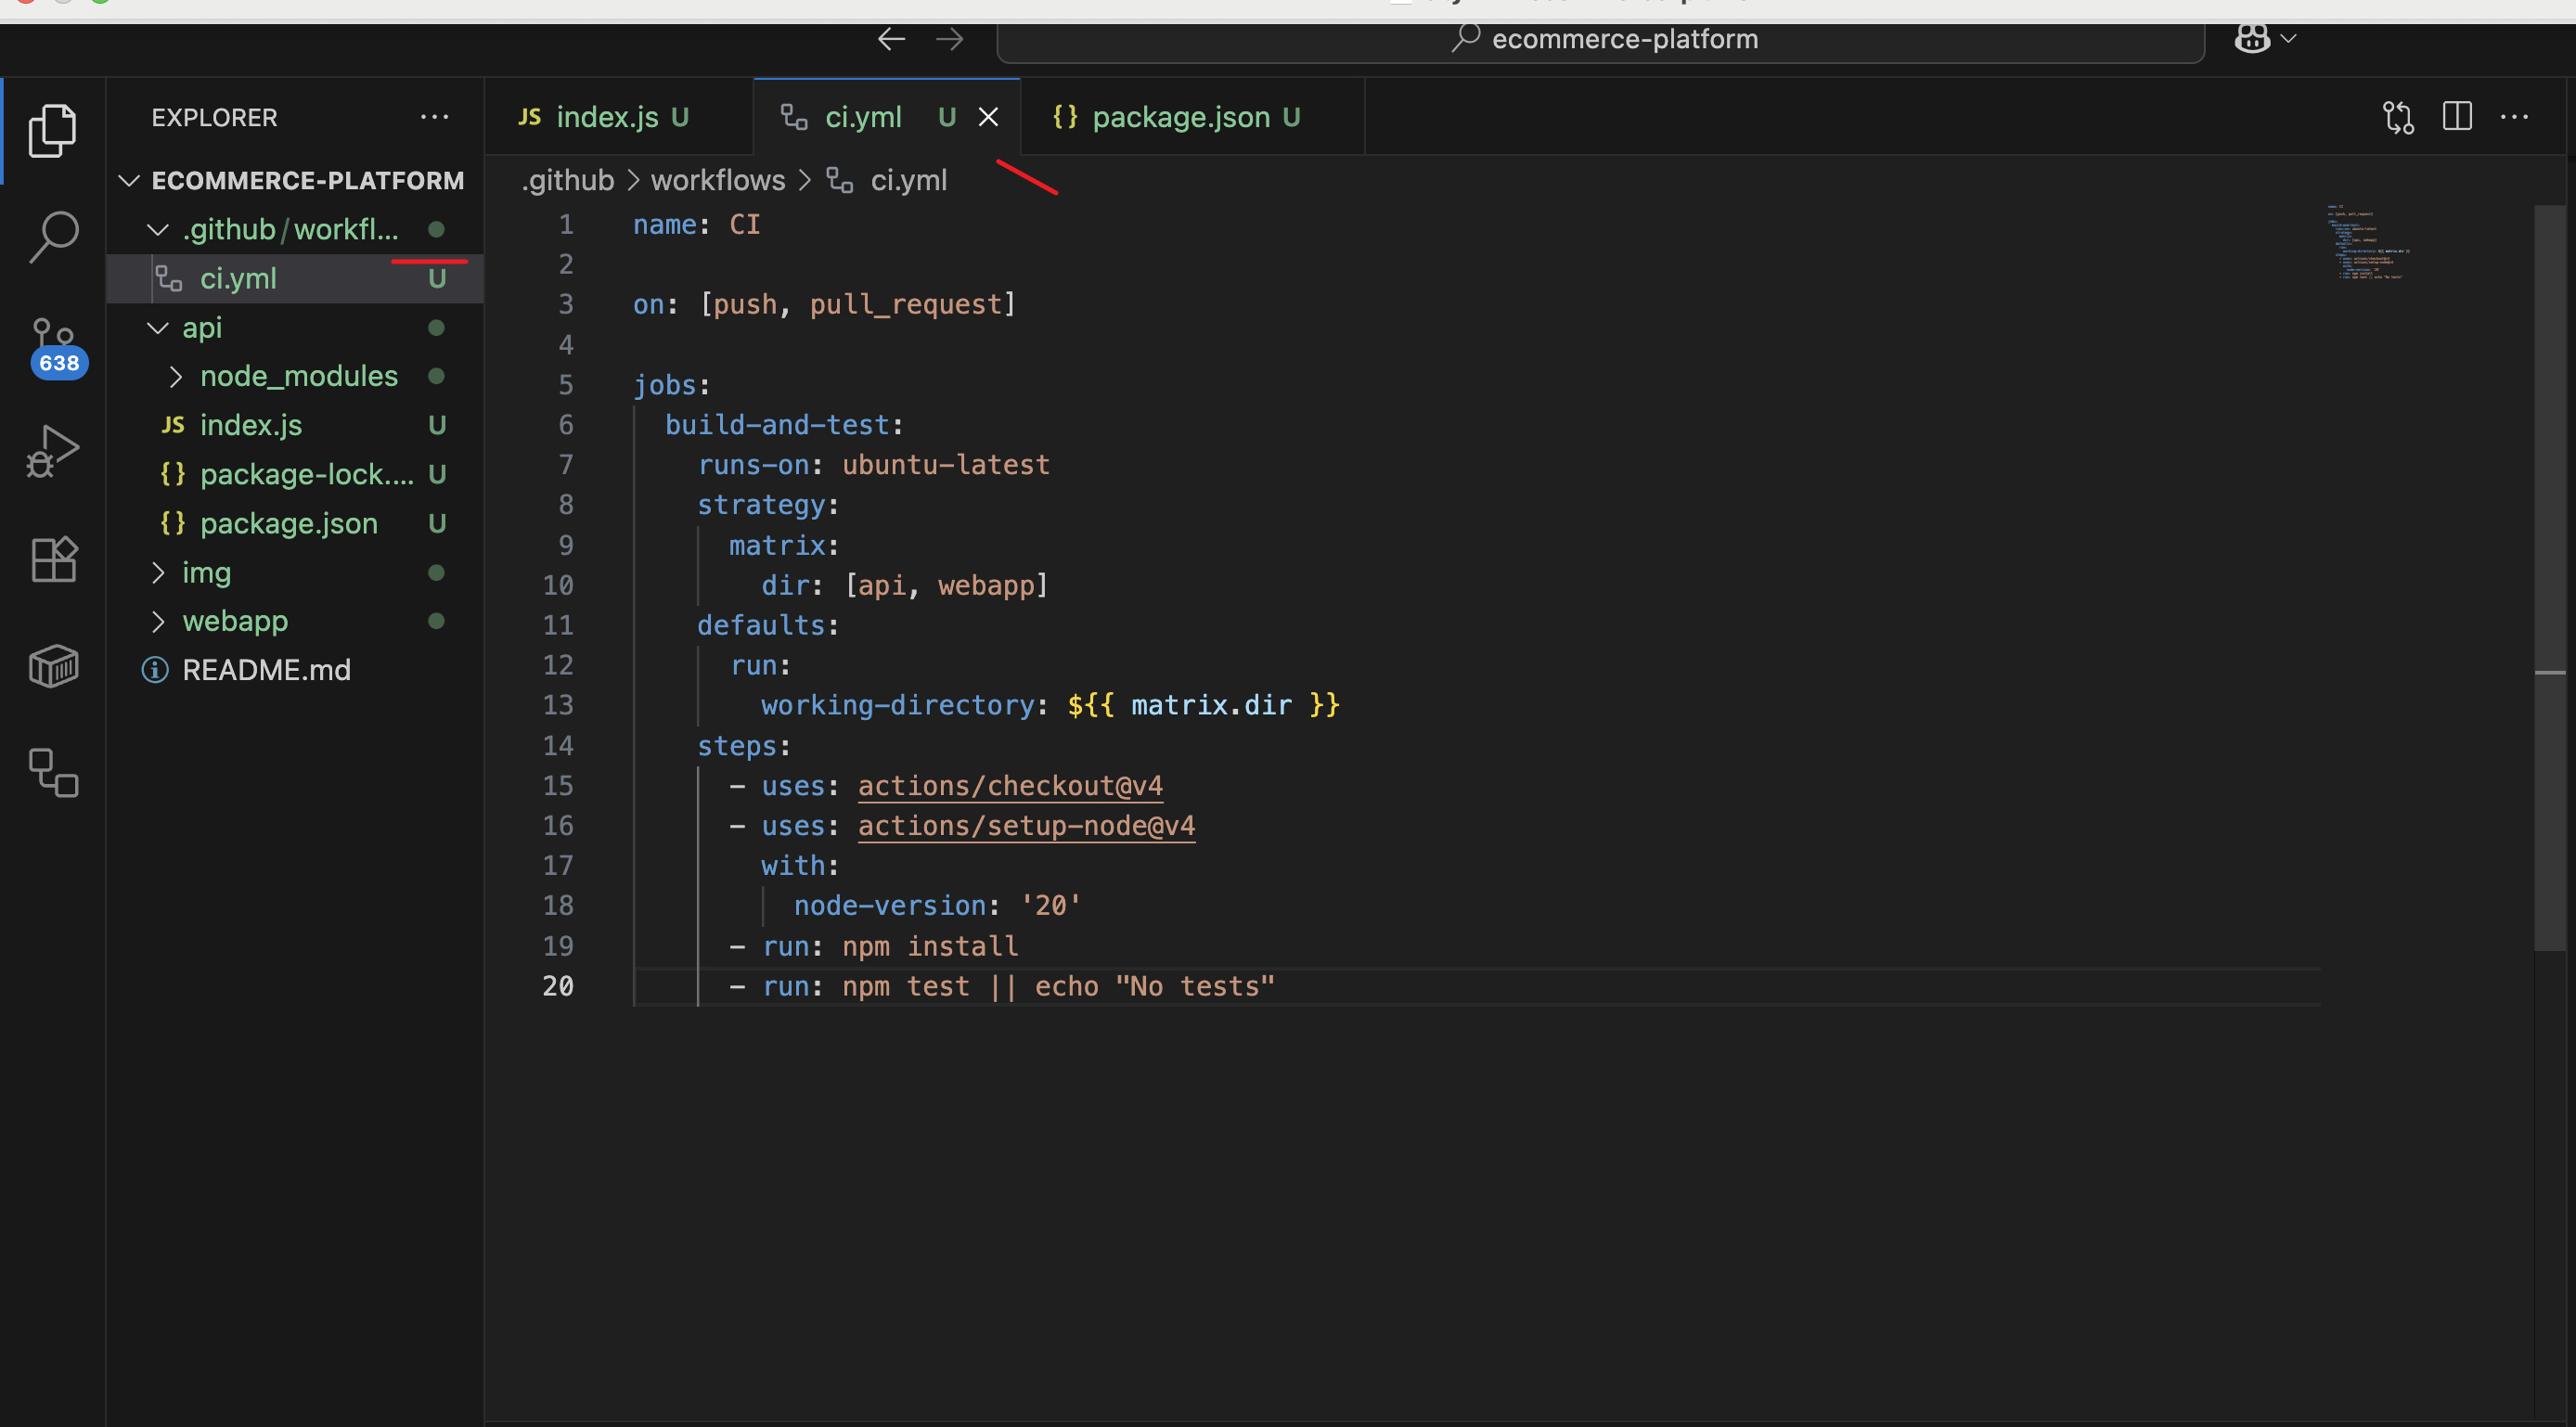 ecommerce-platform
EXPLORER
ECOMMERCE-PLATFORM
.github/workfl...
ci.yml U
api
node_modules
JS index.js U
{} package-lock.... U
{} package.json U
img
webapp
README.md
638
JS index.js U
ci.yml U
{} package.json U
.github > workflows > ci.yml
1 name: CI
2
3 on: [push, pull_request]
4
5 jobs:
6 build-and-test:
7 runs-on: ubuntu-latest
8 strategy:
9 matrix:
10 dir: [api, webapp]
11 defaults:
12 run:
13 working-directory: ${{ matrix.dir }}
14 steps:
15 - uses: actions/checkout@v4
16 - uses: actions/setup-node@v4
17 with:
18 node-version: '20'
19 - run: npm install
20 - run: npm test || echo "No tests"